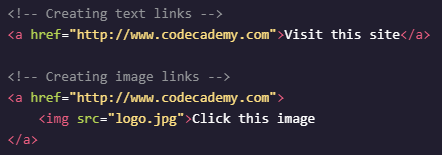 <!-- Creating text links -->
<a href="http://www.codecademy.com">Visit this site</a>

<!-- Creating image links -->
<a href="http://www.codecademy.com">
    <img src="logo.jpg">Click this image
</a>